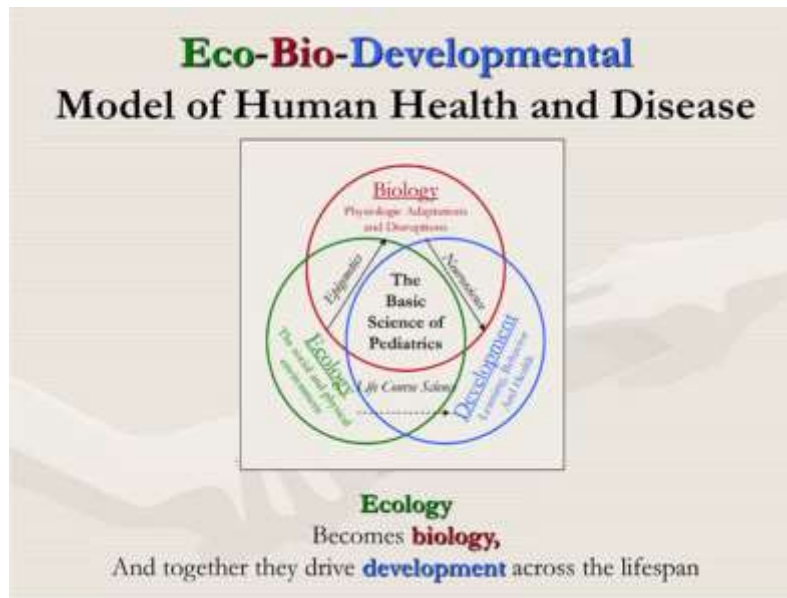 Eco-Bio-Developmental
Model of Human Health and Disease
Biology
Physiologic Adaptations
and Disruptions
Epigenetics
Neuroscience
The
Basic
Science of
Pediatrics
Ecology
The social and physical
environment
Life Course Science
Development
Learning, Behavior
And Health
Ecology
Becomes biology,
And together they drive development across the lifespan